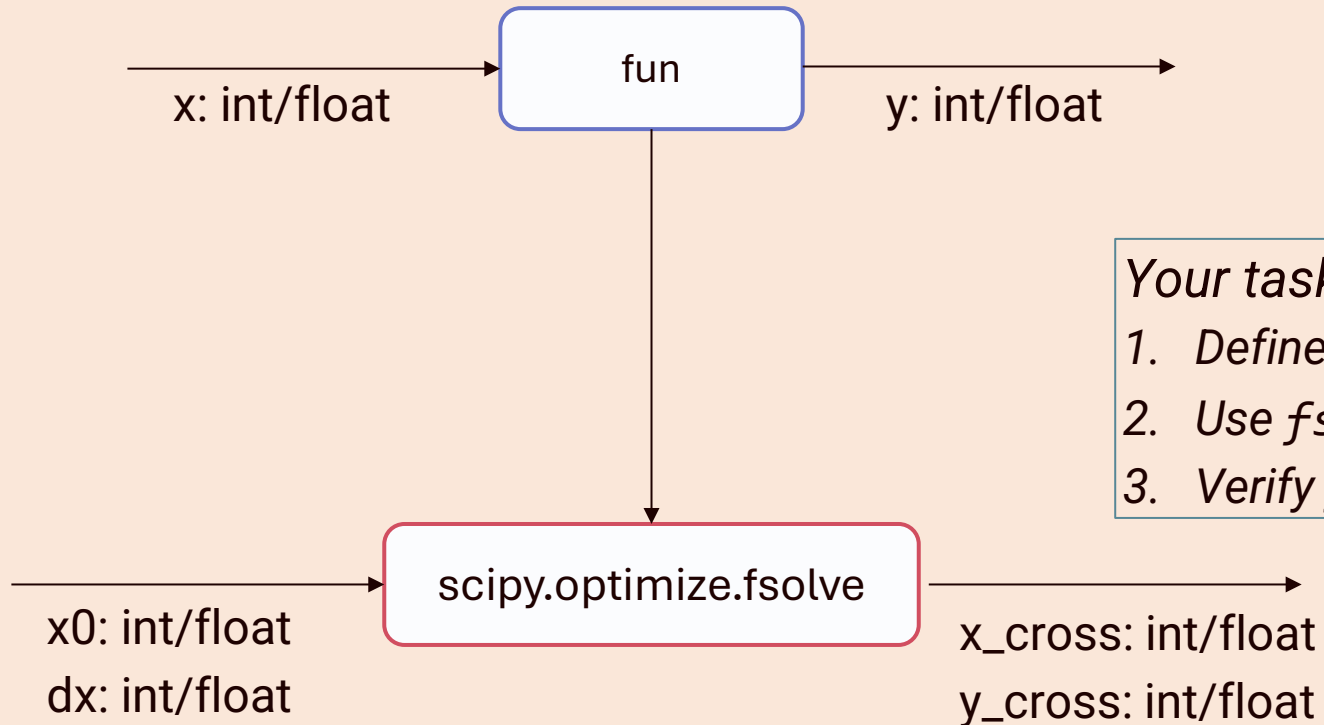 fun
x: int/float
y: int/float
Your
1. Define
2. Use
3. Verify
scipy.optimize.fsolve
x0: int/float
dx: int/float
x_cross: int/float
y_cross: int/float